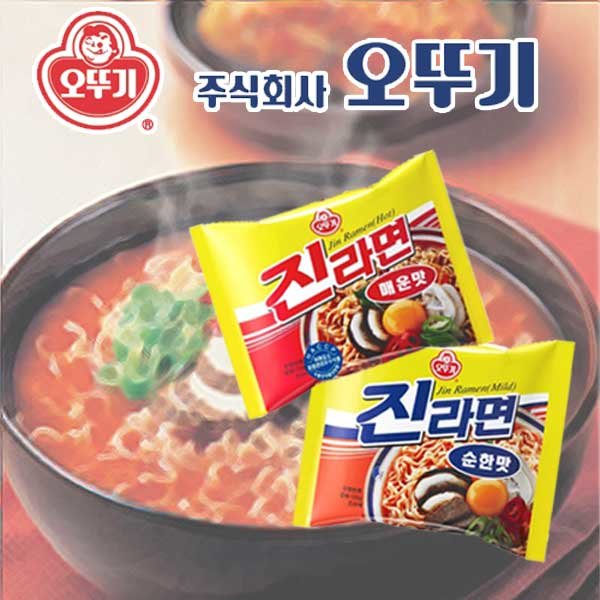 오뚜기
®
주식회사 오뚜기
오뚜기
Jin Ramen(Hot)
진라면
매운맛
오뚜기
Jin Ramen(Mild)
진라면
순한맛